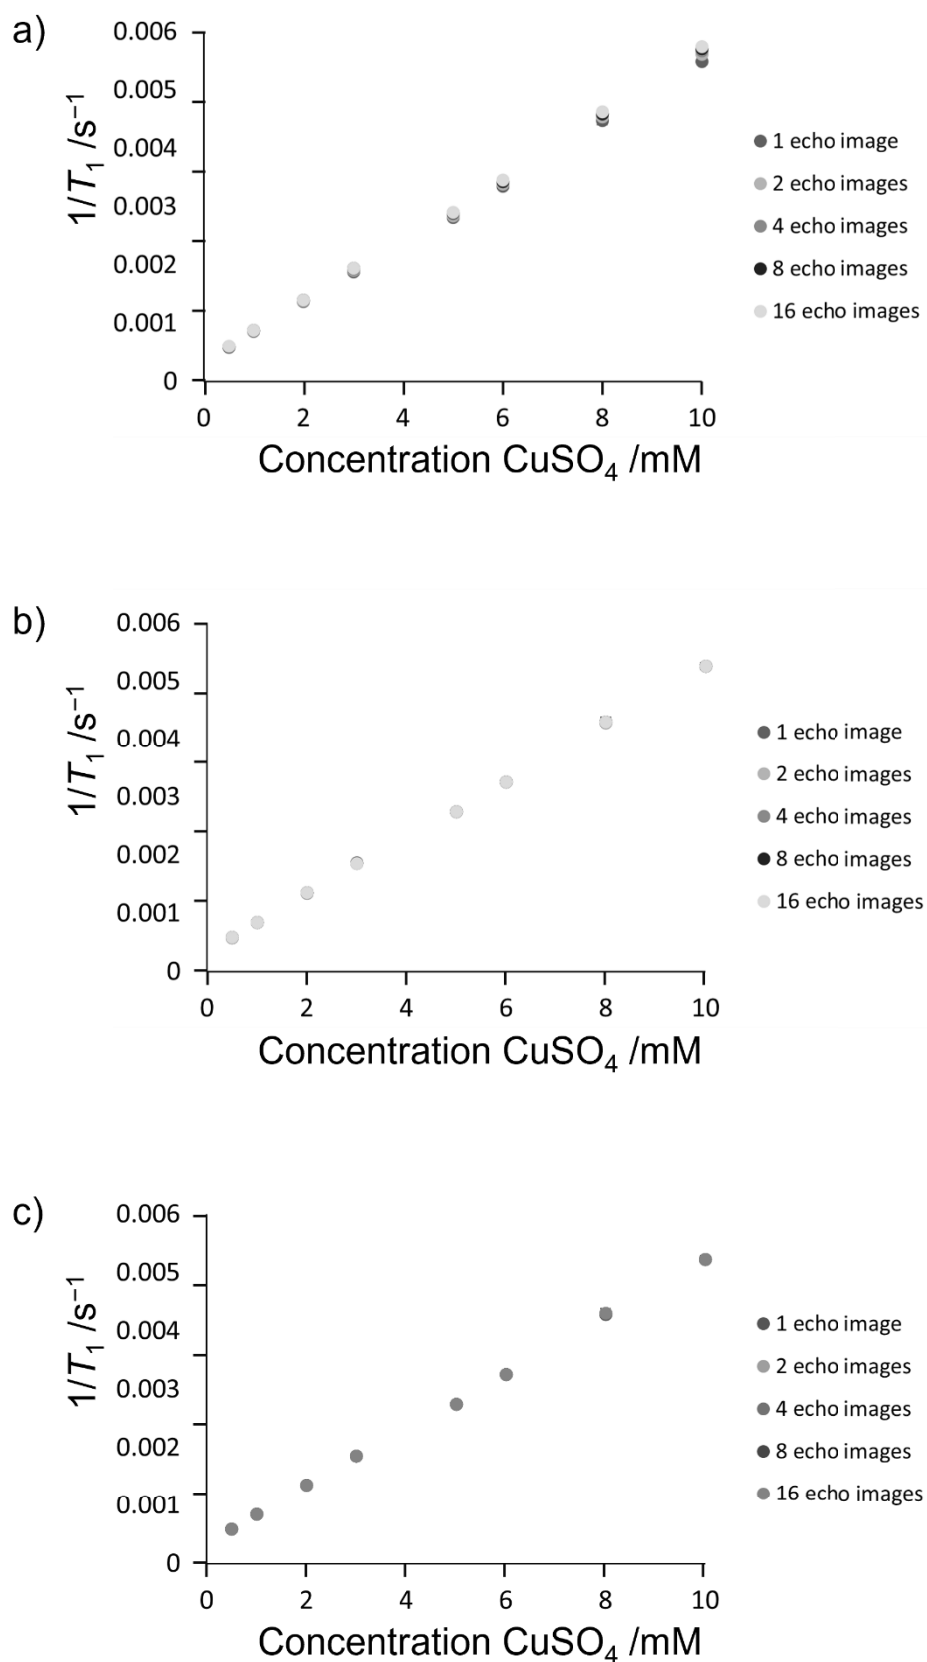 a)
0.006
0.005
0.004
0.003
0.002
0.001
0
1/T₁ /s⁻¹
0 2 4 6 8 10
Concentration CuSO₄ /mM
1 echo image
2 echo images
4 echo images
8 echo images
16 echo images
b)
0.006
0.005
0.004
0.003
0.002
0.001
0
1/T₁ /s⁻¹
0 2 4 6 8 10
Concentration CuSO₄ /mM
1 echo image
2 echo images
4 echo images
8 echo images
16 echo images
c)
0.006
0.005
0.004
0.003
0.002
0.001
0
1/T₁ /s⁻¹
0 2 4 6 8 10
Concentration CuSO₄ /mM
1 echo image
2 echo images
4 echo images
8 echo images
16 echo images